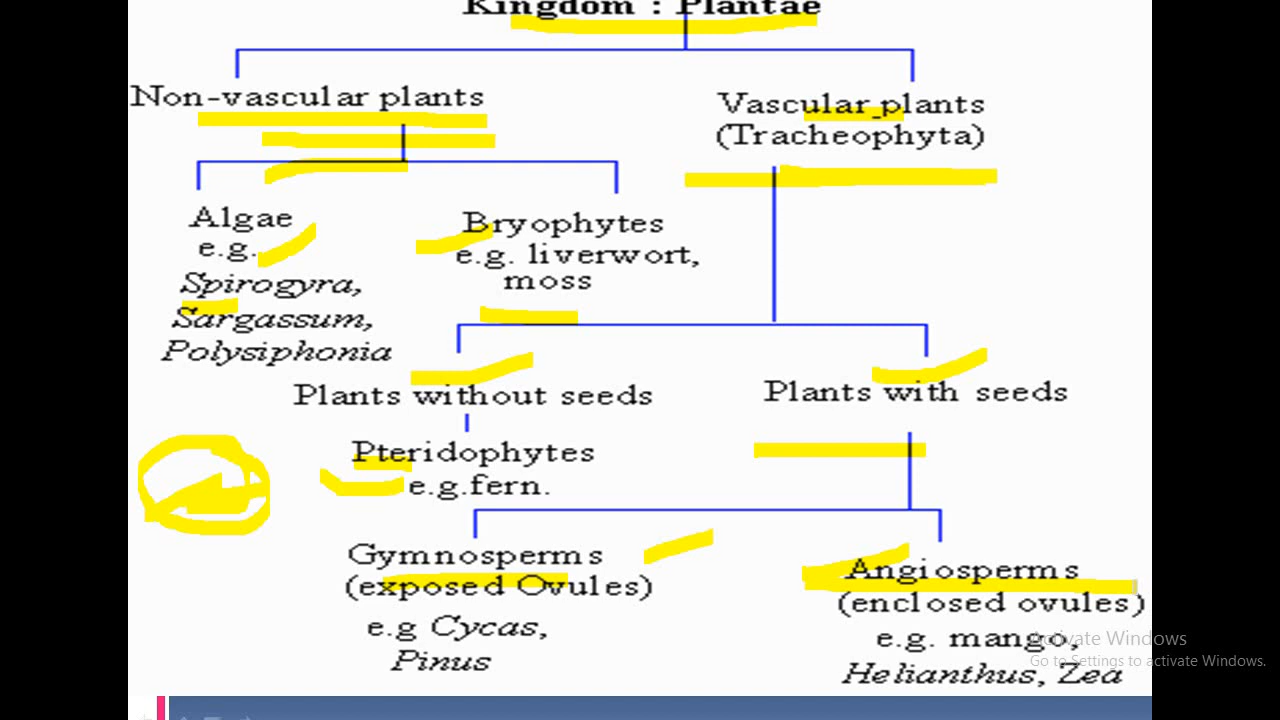 Kingdom : Plantae
Non-vascular plants
Vascular plants
(Tracheophyta)
Algae
e.g.
Spirogyra,
Sargassum,
Polysiphonia
Bryophytes
e.g. liverwort,
moss
Plants without seeds
Plants with seeds
Pteridophytes
e.g.fern.
Gymnosperms
(exposed Ovules)
e.g Cycas,
Pinus
Angiosperms
(enclosed ovules)
e.g. mango,
Helianthus, Zea
Activate Windows
Go to Settings to activate Windows.